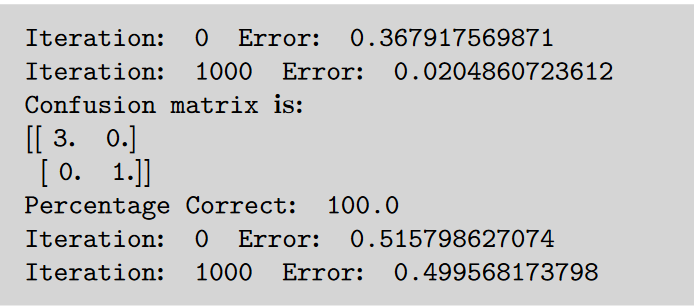 Iteration: 0 Error: 0.367917569871
Iteration: 1000 Error: 0.0204860723612
Confusion matrix is:
[[ 3. 0.]
[ 0. 1.]]
Percentage Correct: 100.0
Iteration: 0 Error: 0.515798627074
Iteration: 1000 Error: 0.499568173798